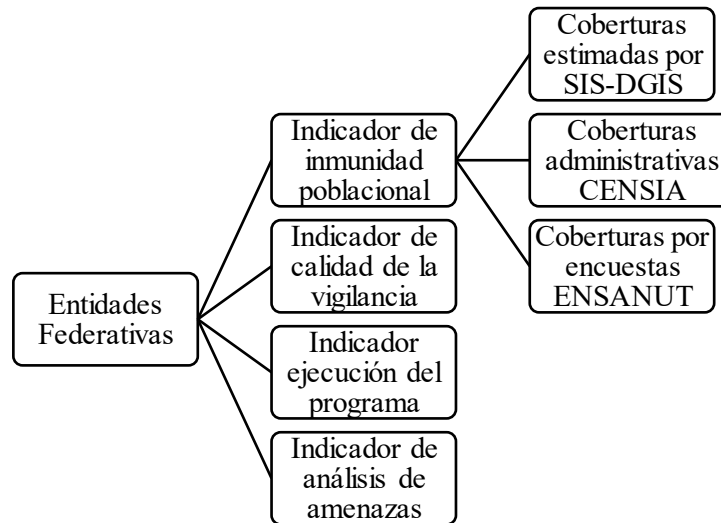 Entidades
Federativas
Indicador de
inmunidad
poblacional
Indicador de
calidad de la
vigilancia
Indicador
ejecución del
programa
Indicador de
análisis de
amenazas
Coberturas
estimadas por
SIS-DGIS
Coberturas
administrativas
CENSIA
Coberturas por
encuestas
ENSANUT